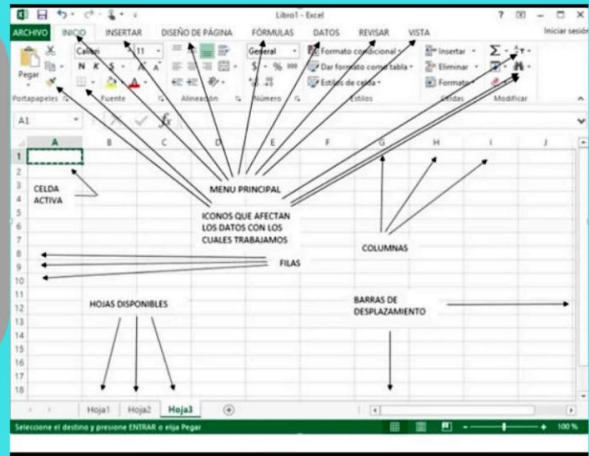 Libro1 - Excel
ARCHIVO INICIO INSERTAR DISEÑO DE PÁGINA FÓRMULAS DATOS REVISAR VISTA Iniciar sesión
Calibri 11 General Formato condicional Insertar
Pegar N K S Dar formato como tabla Eliminar
Estilos de celda Formato
Portapapeles Fuente Alineación Número Estilos Celdas Modificar
A1 fx
A B C D E F G H I J
1
2
3 CELDA MENU PRINCIPAL
4 ACTIVA
5 ICONOS QUE AFECTAN
6 LOS DATOS CON LOS
7 CUALES TRABAJAMOS COLUMNAS
8 FILAS
9
10
11 HOJAS DISPONIBLES BARRAS DE
12 DESPLAZAMIENTO
13
14
15
16
17
18
Hoja1 Hoja2 Hoja3
Seleccione el destino y presione ENTRAR o elija Pegar 100%